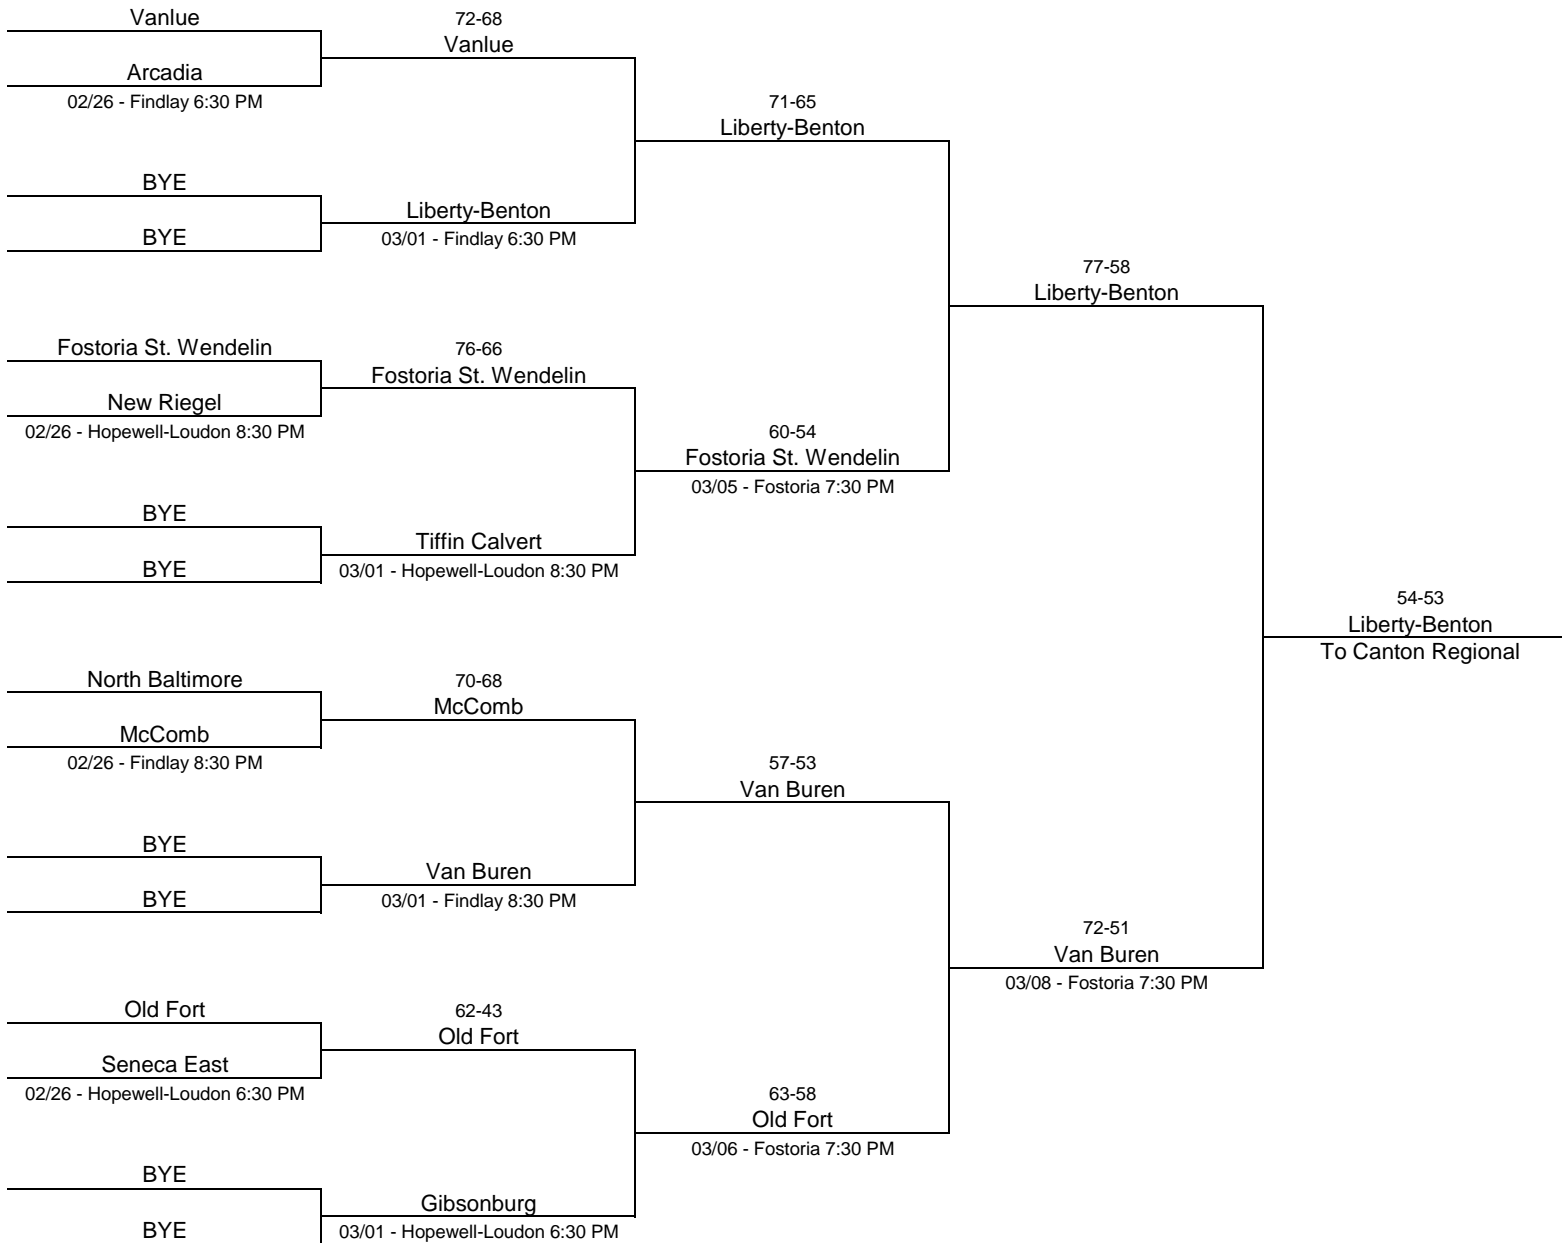 Vanlue
Arcadia
02/26 - Findlay 6:30 PM
BYE
BYE
Fostoria St. Wendelin
New Riegel
02/26 - Hopewell-Loudon 8:30 PM
BYE
BYE
North Baltimore
McComb
02/26 - Findlay 8:30 PM
BYE
BYE
Old Fort
Seneca East
02/26 - Hopewell-Loudon 6:30 PM
BYE
BYE
72-68
Vanlue
Liberty-Benton
03/01 - Findlay 6:30 PM
76-66
Fostoria St. Wendelin
Tiffin Calvert
03/01 - Hopewell-Loudon 8:30 PM
70-68
McComb
Van Buren
03/01 - Findlay 8:30 PM
62-43
Old Fort
Gibsonburg
03/01 - Hopewell-Loudon 6:30 PM
71-65
Liberty-Benton
60-54
Fostoria St. Wendelin
03/05 - Fostoria 7:30 PM
57-53
Van Buren
63-58
Old Fort
03/06 - Fostoria 7:30 PM
77-58
Liberty-Benton
72-51
Van Buren
03/08 - Fostoria 7:30 PM
54-53
Liberty-Benton
To Canton Regional